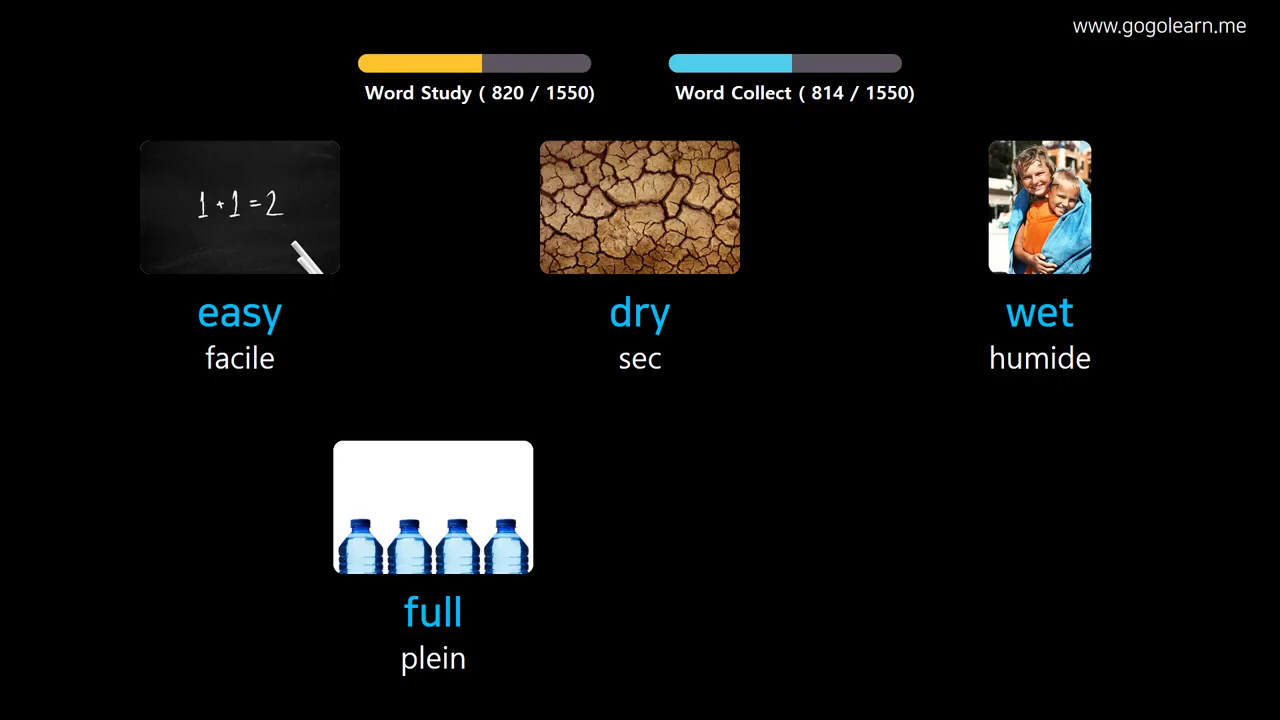 www.gogolearn.me
Word Study ( 820 / 1550)
Word Collect ( 814 / 1550)
1 + 1 = 2
easy
dry
wet
facile
sec
humide
full
plein